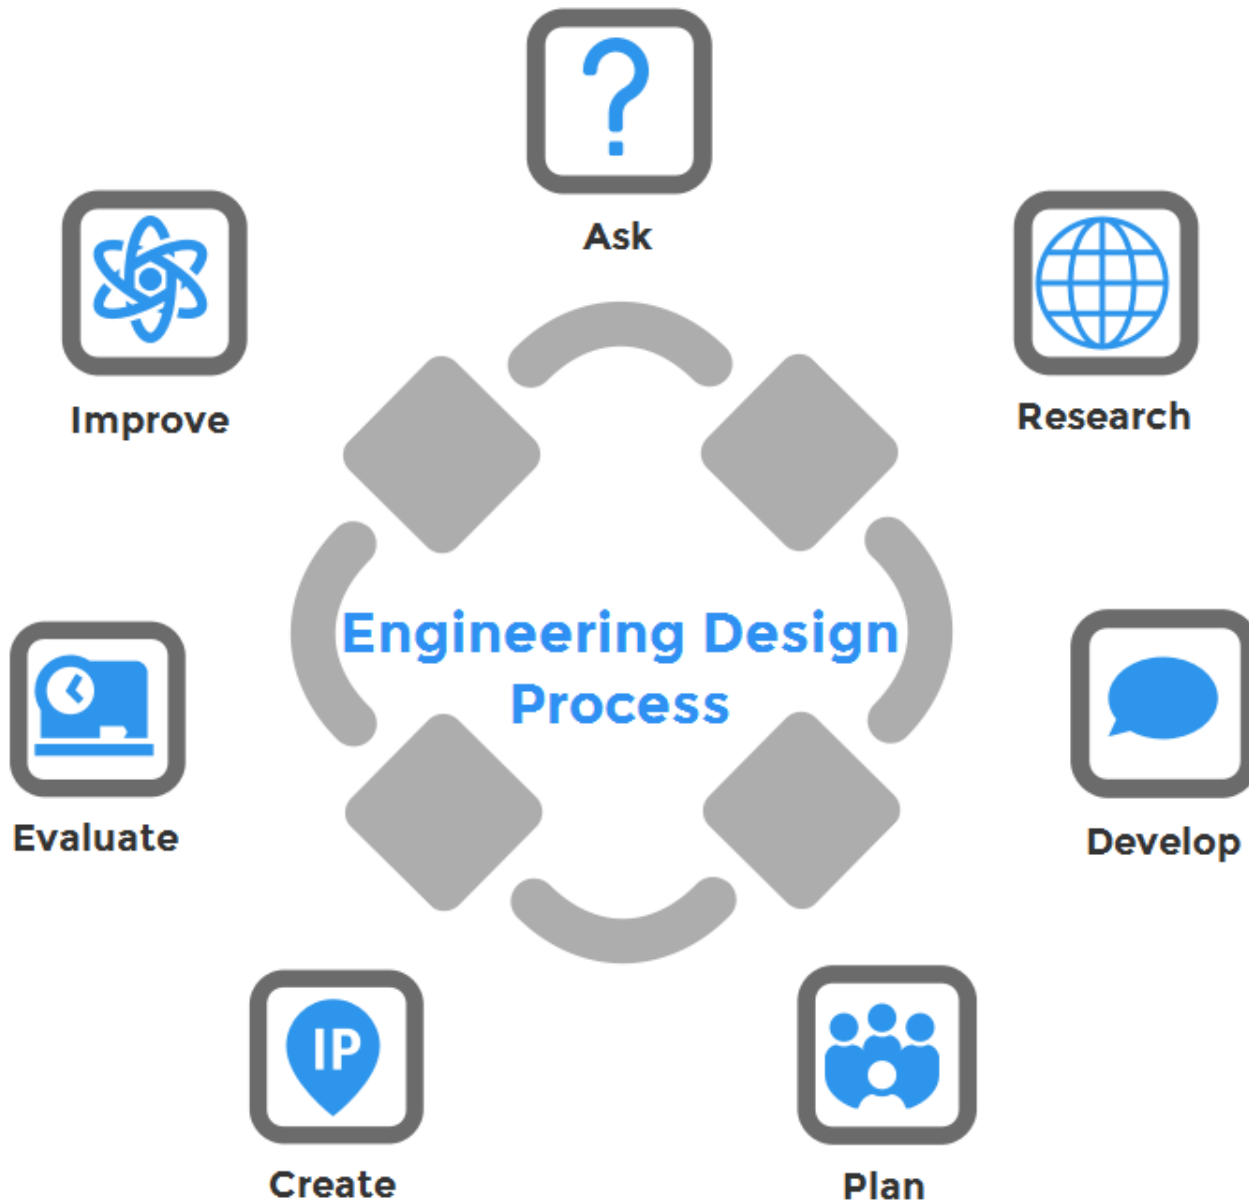 Ask
Improve
Research
Engineering Design
Process
Evaluate
Develop
IP
Create
Plan